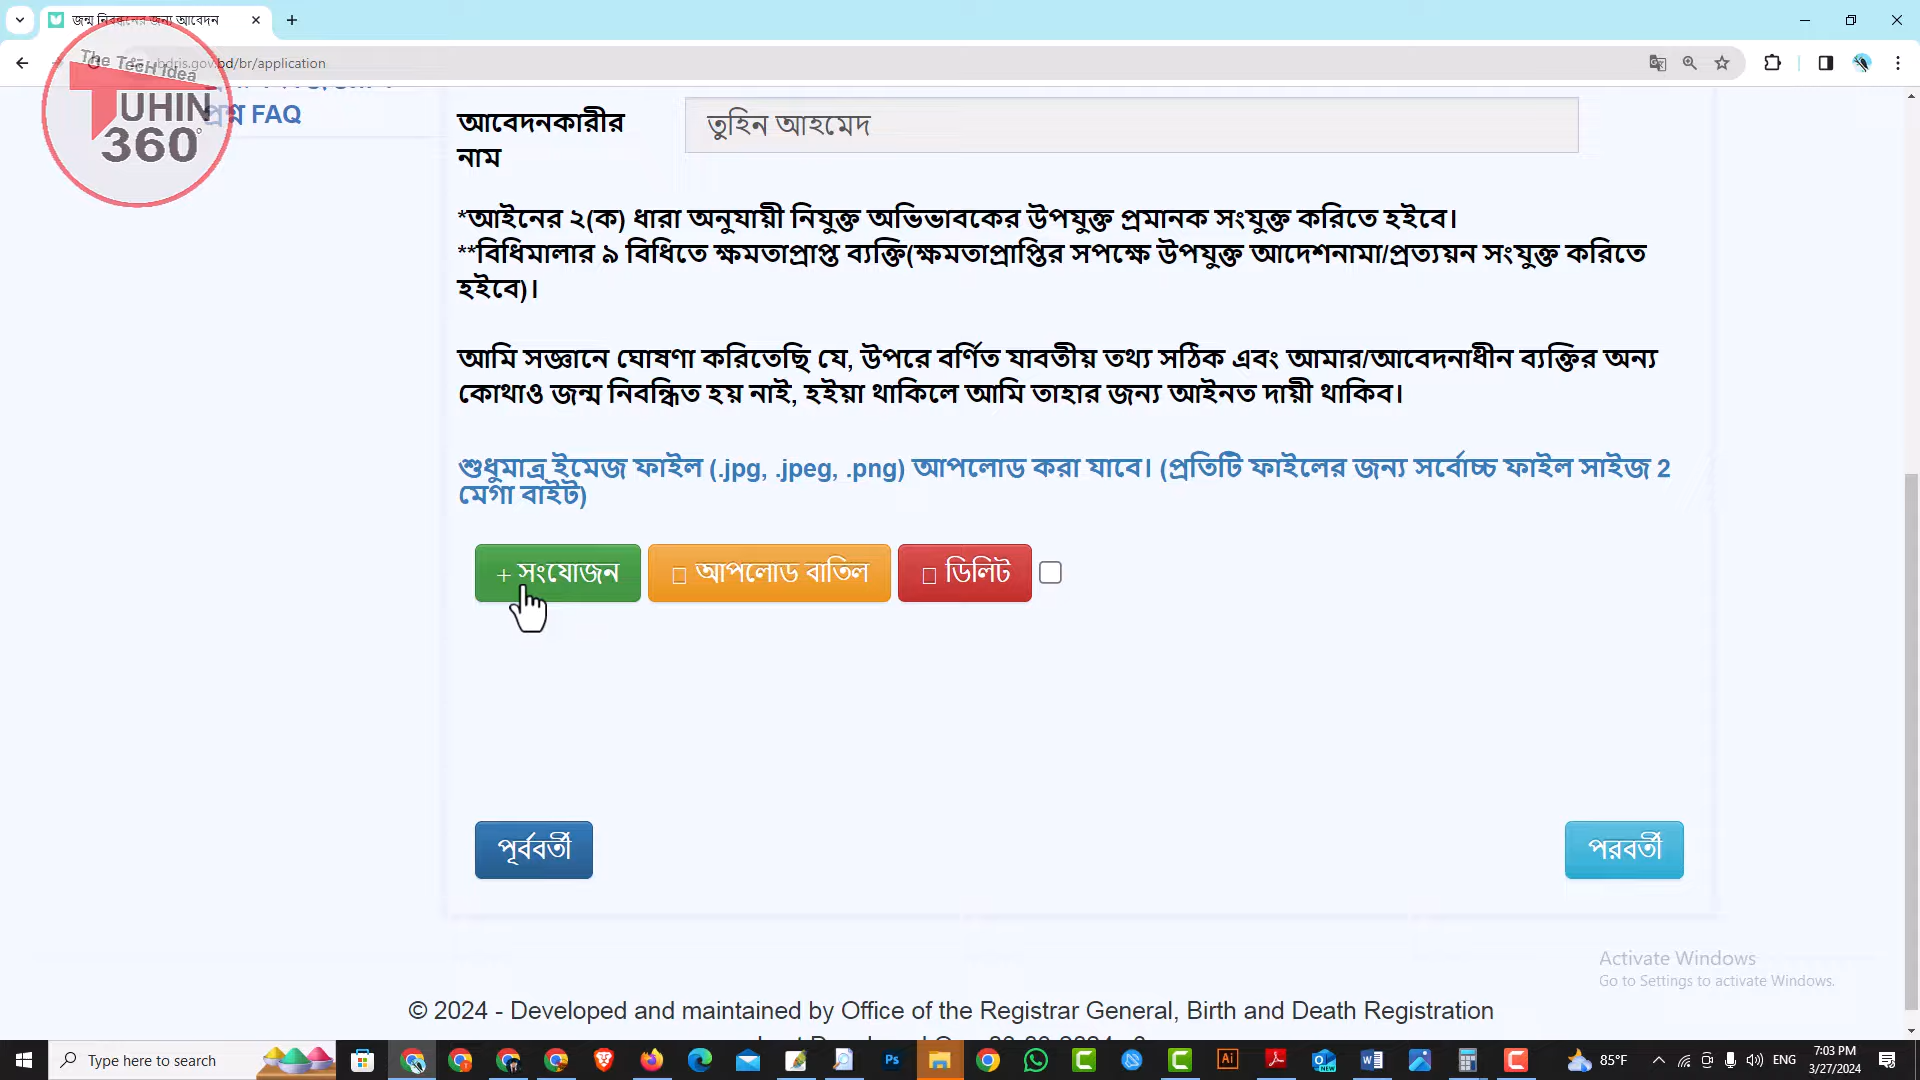 জন্ম নিবন্ধনের জন্য আবেদন
bdris.gov.bd/br/application
The TecH Idea
TUHIN
360°
প্রশ্ন FAQ
আবেদনকারীর
নাম
তুহিন আহমেদ
*আইনের ২(ক) ধারা অনুযায়ী নিযুক্ত অভিভাবকের উপযুক্ত প্রমানক সংযুক্ত করিতে হইবে।
**বিধিমালার ৯ বিধিতে ক্ষমতাপ্রাপ্ত ব্যক্তি(ক্ষমতাপ্রাপ্তির সপক্ষে উপযুক্ত আদেশনামা/প্রত্যয়ন সংযুক্ত করিতে
হইবে)।
আমি সজ্ঞানে ঘোষণা করিতেছি যে, উপরে বর্ণিত যাবতীয় তথ্য সঠিক এবং আমার/আবেদনাধীন ব্যক্তির অন্য
কোথাও জন্ম নিবন্ধিত হয় নাই, হইয়া থাকিলে আমি তাহার জন্য আইনত দায়ী থাকিব।
শুধুমাত্র ইমেজ ফাইল (.jpg, .jpeg, .png) আপলোড করা যাবে। (প্রতিটি ফাইলের জন্য সর্বোচ্চ ফাইল সাইজ 2
মেগা বাইট)
+ সংযোজন
আপলোড বাতিল
ডিলিট
পূর্ববর্তী
পরবর্তী
Activate Windows
Go to Settings to activate Windows.
© 2024 - Developed and maintained by Office of the Registrar General, Birth and Death Registration
Type here to search
85°F
ENG
7:03 PM
3/27/2024